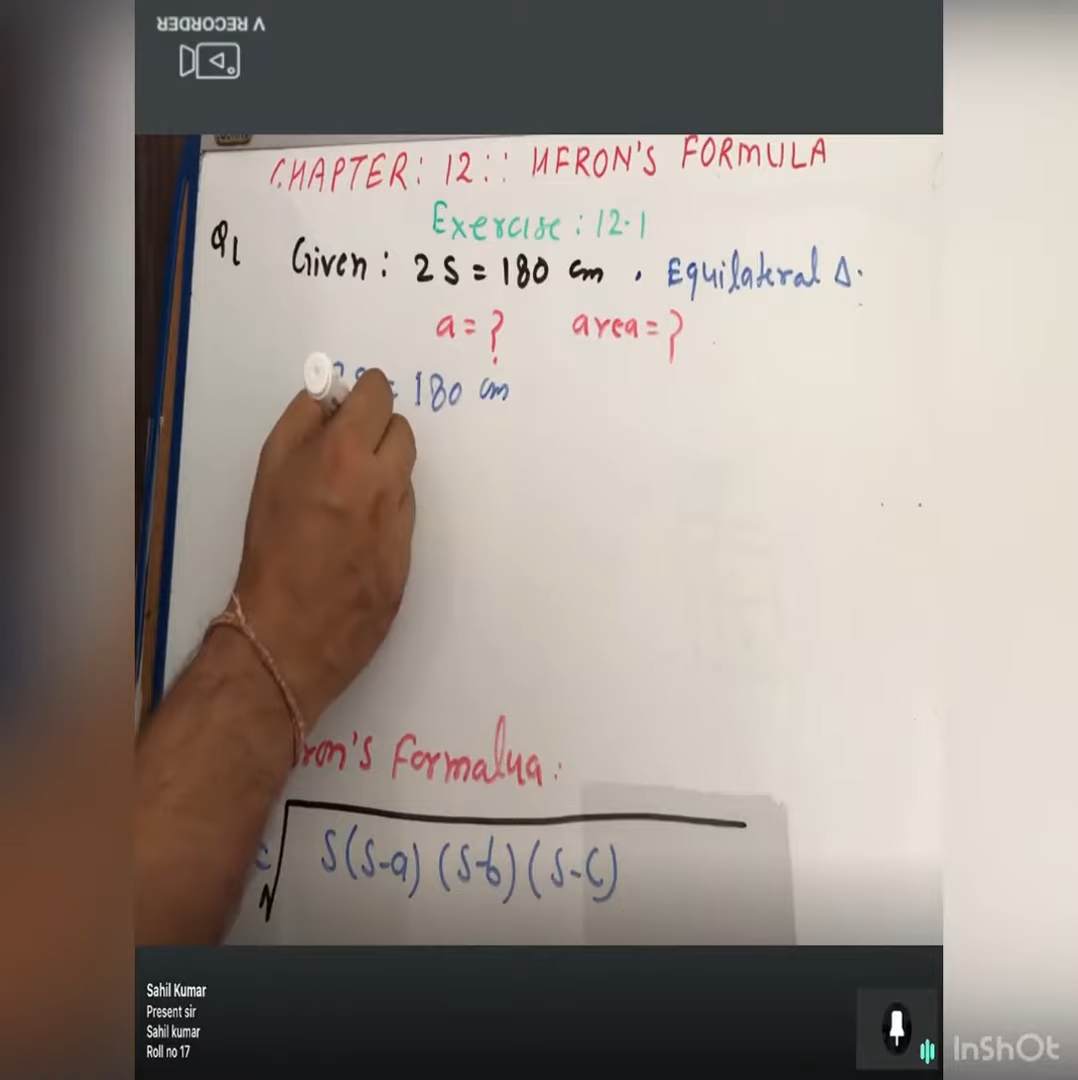 V RECORDER
CHAPTER: 12:: HERON'S FORMULA
Exercise: 12.1
Q1 Given: 2S = 180 cm . Equilateral Δ.
a = ? area = ?
= 180 cm
ron's Formalua:
= √ S(S-a) (S-b) (S-C)
Sahil Kumar
Present sir
Sahil kumar
Roll no 17
InShOt